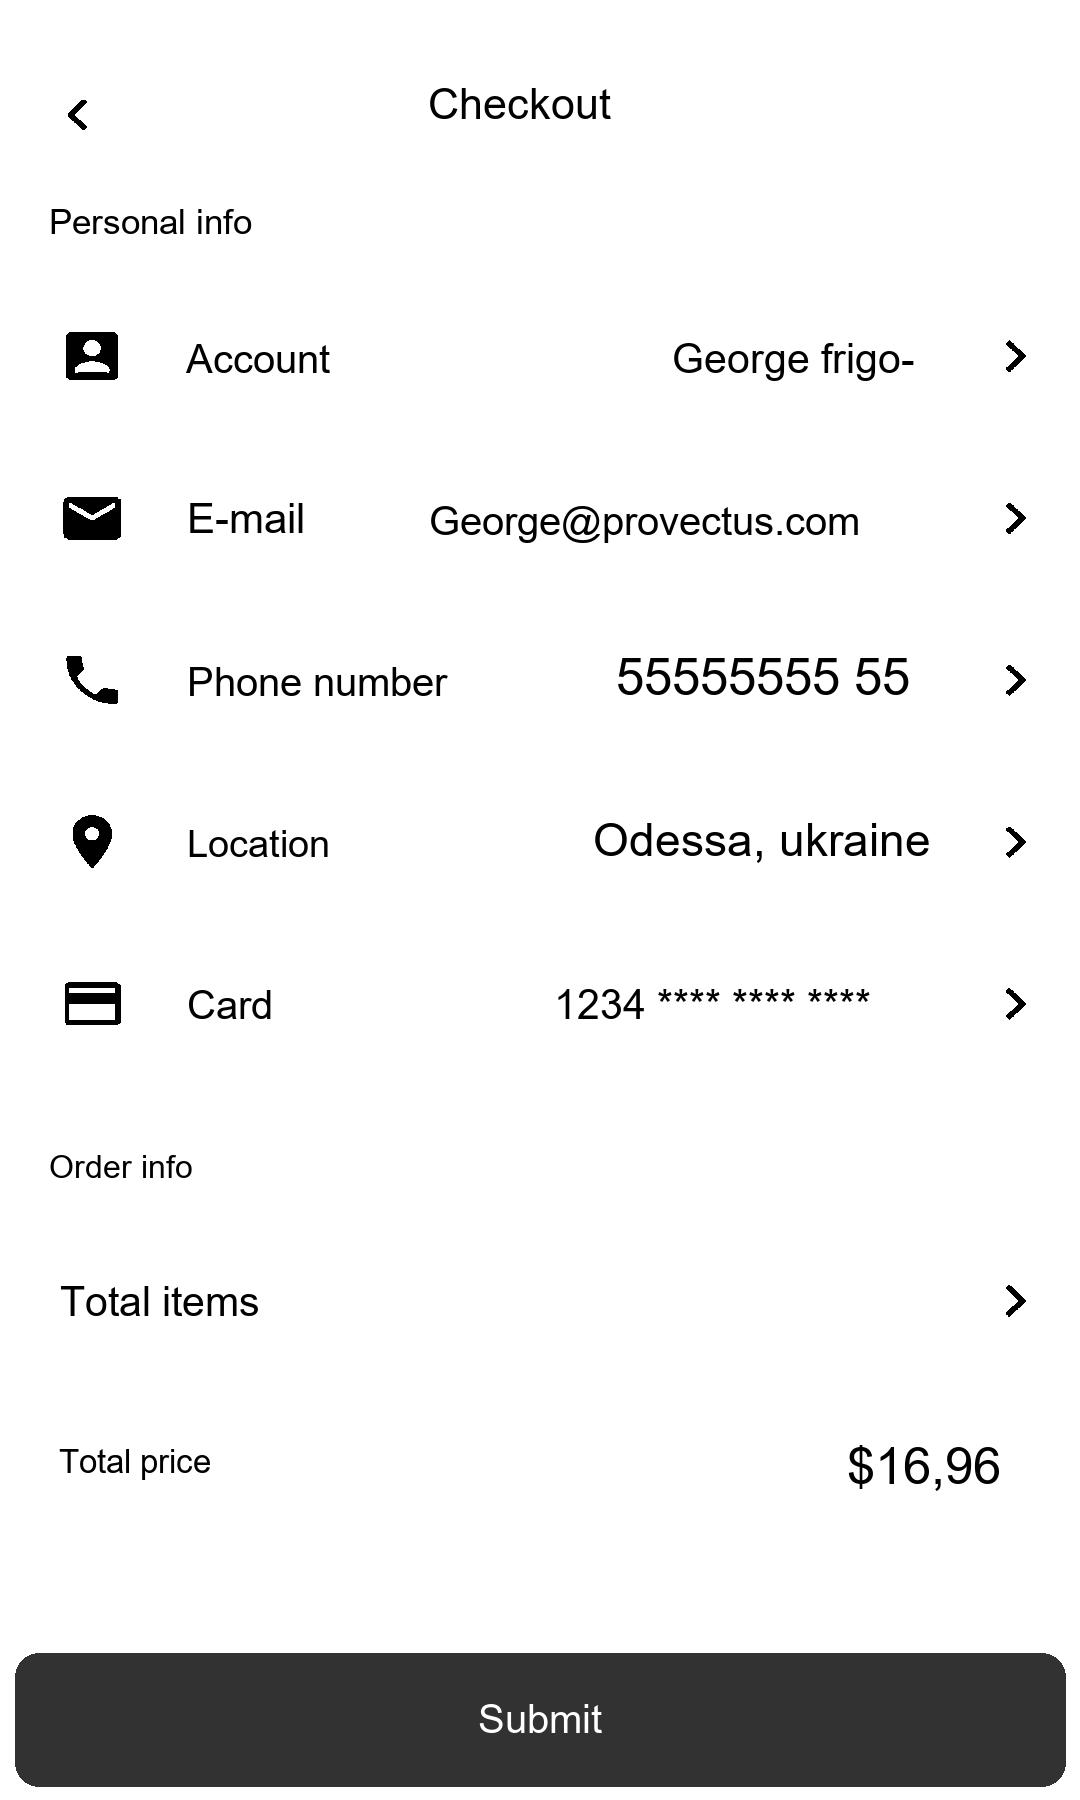 Checkout
Personal info
Account George frigo-
E-mail George@provectus.com
Phone number 55555555 55
Location Odessa, ukraine
Card 1234 **** **** ****
Order info
Total items
Total price $16,96
Submit